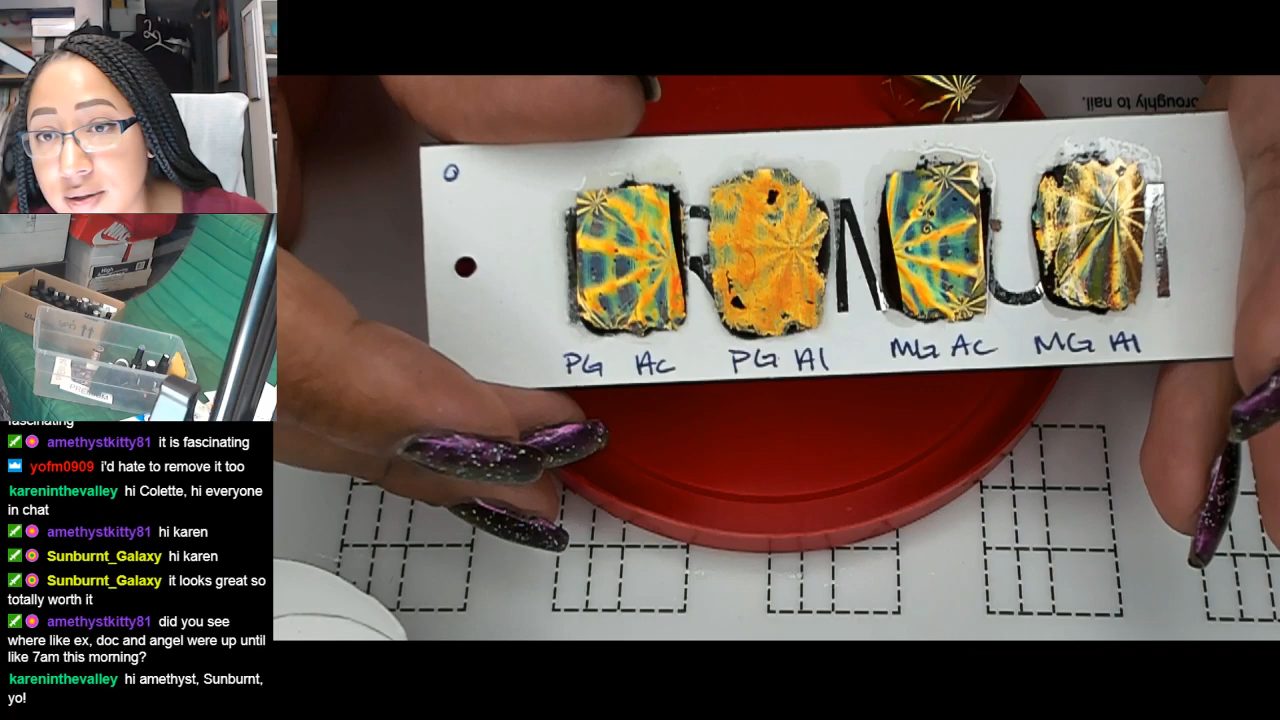 fascinating
amethystkitty81 it is fascinating
yofm0909 i'd hate to remove it too
kareninthevalley hi Colette, hi everyone
in chat
amethystkitty81 hi karen
Sunburnt_Galaxy hi karen
Sunburnt_Galaxy it looks great so
totally worth it
amethystkitty81 did you see
where like ex, doc and angel were up until
like 7am this morning?
kareninthevalley hi amethyst, Sunburnt,
yo!
PREMIUM
oroughly to nail.
PG Ac PG Al MG Ac MG Al